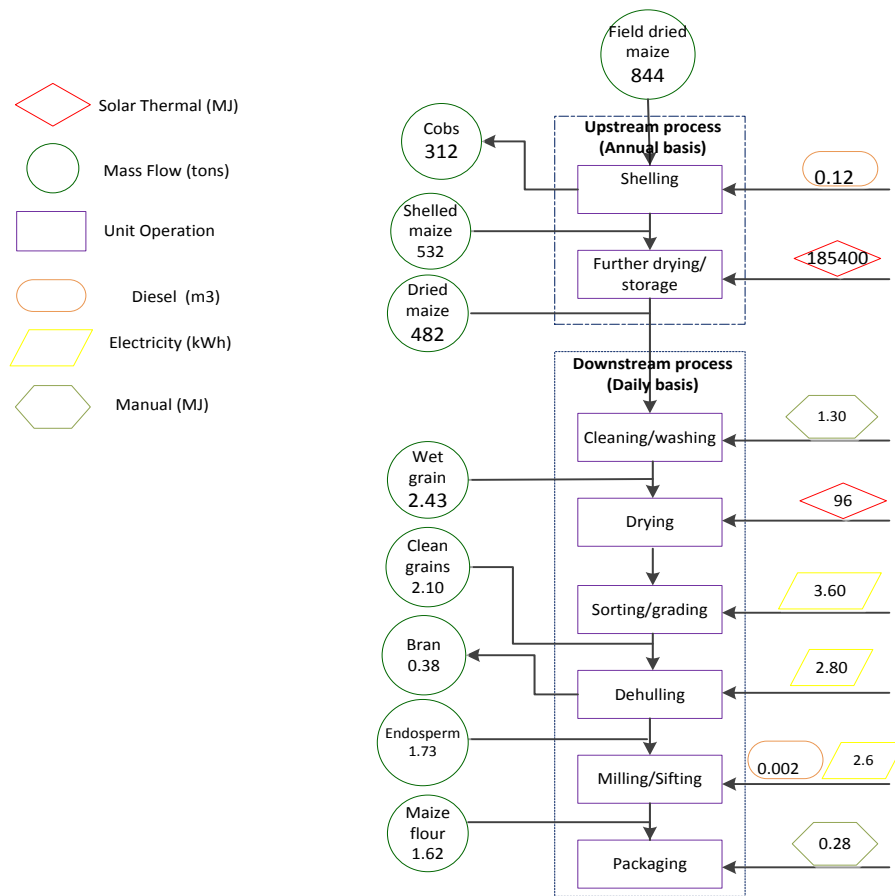 Solar Thermal (MJ)
Mass Flow (tons)
Unit Operation
Diesel  (m3)
Electricity (kWh)
Manual (MJ)
Field dried
maize
844
Upstream process
(Annual basis)
Cobs
312
Shelling
0.12
Shelled
maize
532
Further drying/
storage
185400
Dried
maize
482
Downstream process
(Daily basis)
Cleaning/washing
1.30
Wet
grain
2.43
Drying
96
Clean
grains
2.10
Sorting/grading
3.60
Bran
0.38
Dehulling
2.80
Endosperm
1.73
Milling/Sifting
0.002
2.6
Maize
flour
1.62
Packaging
0.28